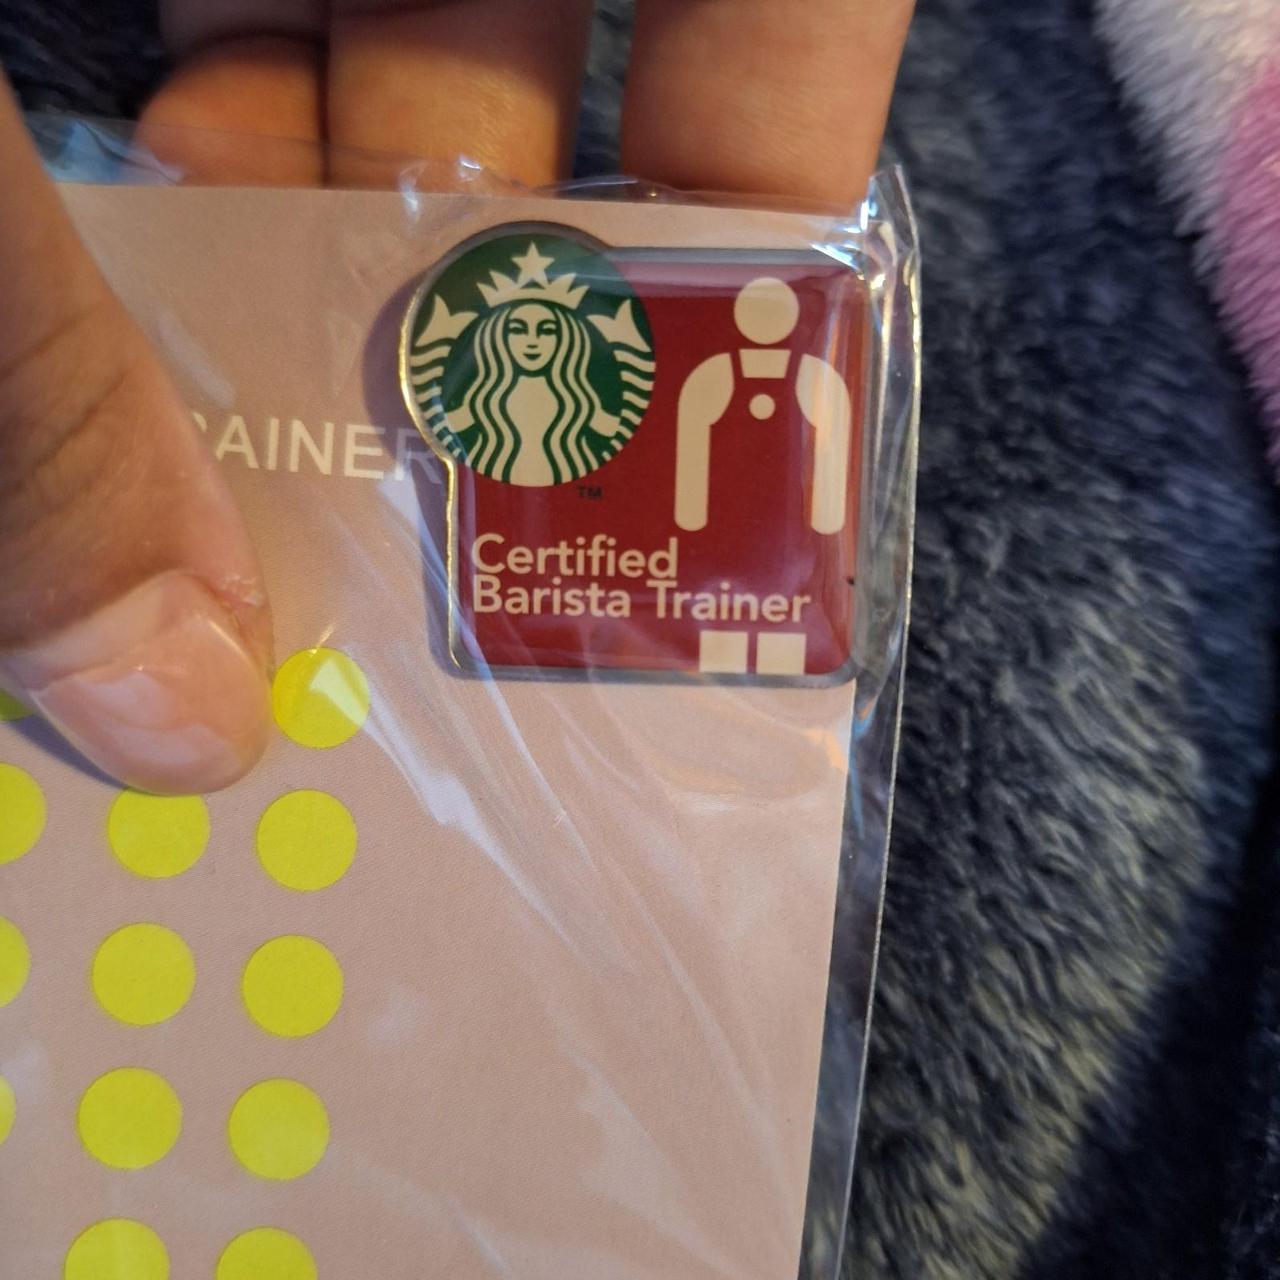 AINER
TM
Certified
Barista Trainer